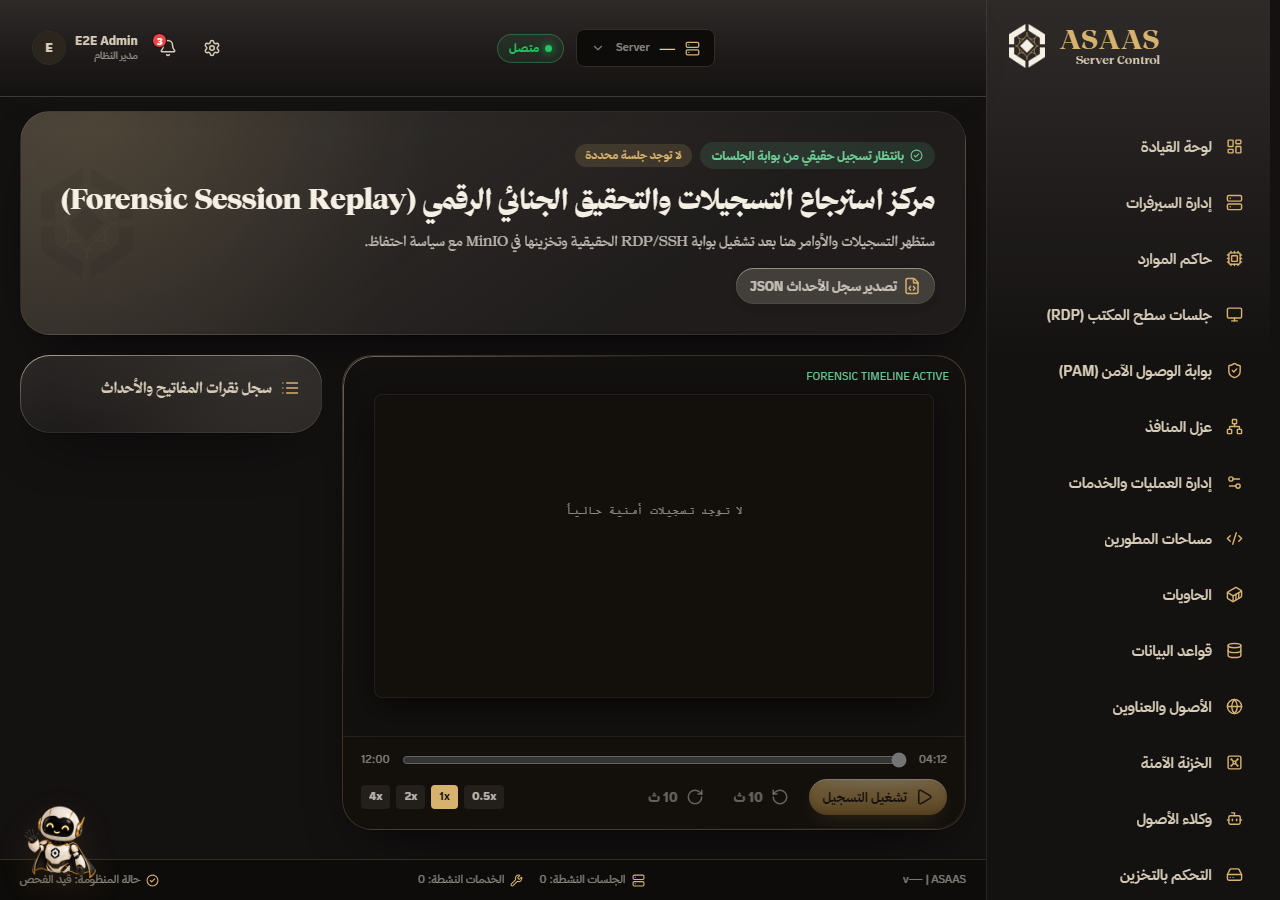 ASAAS
Server Control
لوحة القيادة
إدارة السيرفرات
حاكم الموارد
جلسات سطح المكتب (RDP)
بوابة الوصول الآمن (PAM)
عزل المنافذ
إدارة العمليات والخدمات
مساحات المطورين
الحاويات
قواعد البيانات
الأصول والعناوين
الخزنة الآمنة
وكلاء الأصول
التحكم بالتخزين
— Server
متصل
3
E2E Admin
مدير النظام
E
بانتظار تسجيل حقيقي من بوابة الجلسات
لا توجد جلسة محددة
مركز استرجاع التسجيلات والتحقيق الجنائي الرقمي (Forensic Session Replay)
ستظهر التسجيلات والأوامر هنا بعد تشغيل بوابة RDP/SSH الحقيقية وتخزينها في MinIO مع سياسة احتفاظ.
تصدير سجل الأحداث JSON
FORENSIC TIMELINE ACTIVE
لا توجد تسجيلات أمنية حالياً
04:12
12:00
تشغيل التسجيل
10 ث
10 ث
0.5x
1x
2x
4x
سجل نقرات المفاتيح والأحداث
ASAAS | v—
الجلسات النشطة: 0
الخدمات النشطة: 0
حالة المنظومة: قيد الفحص